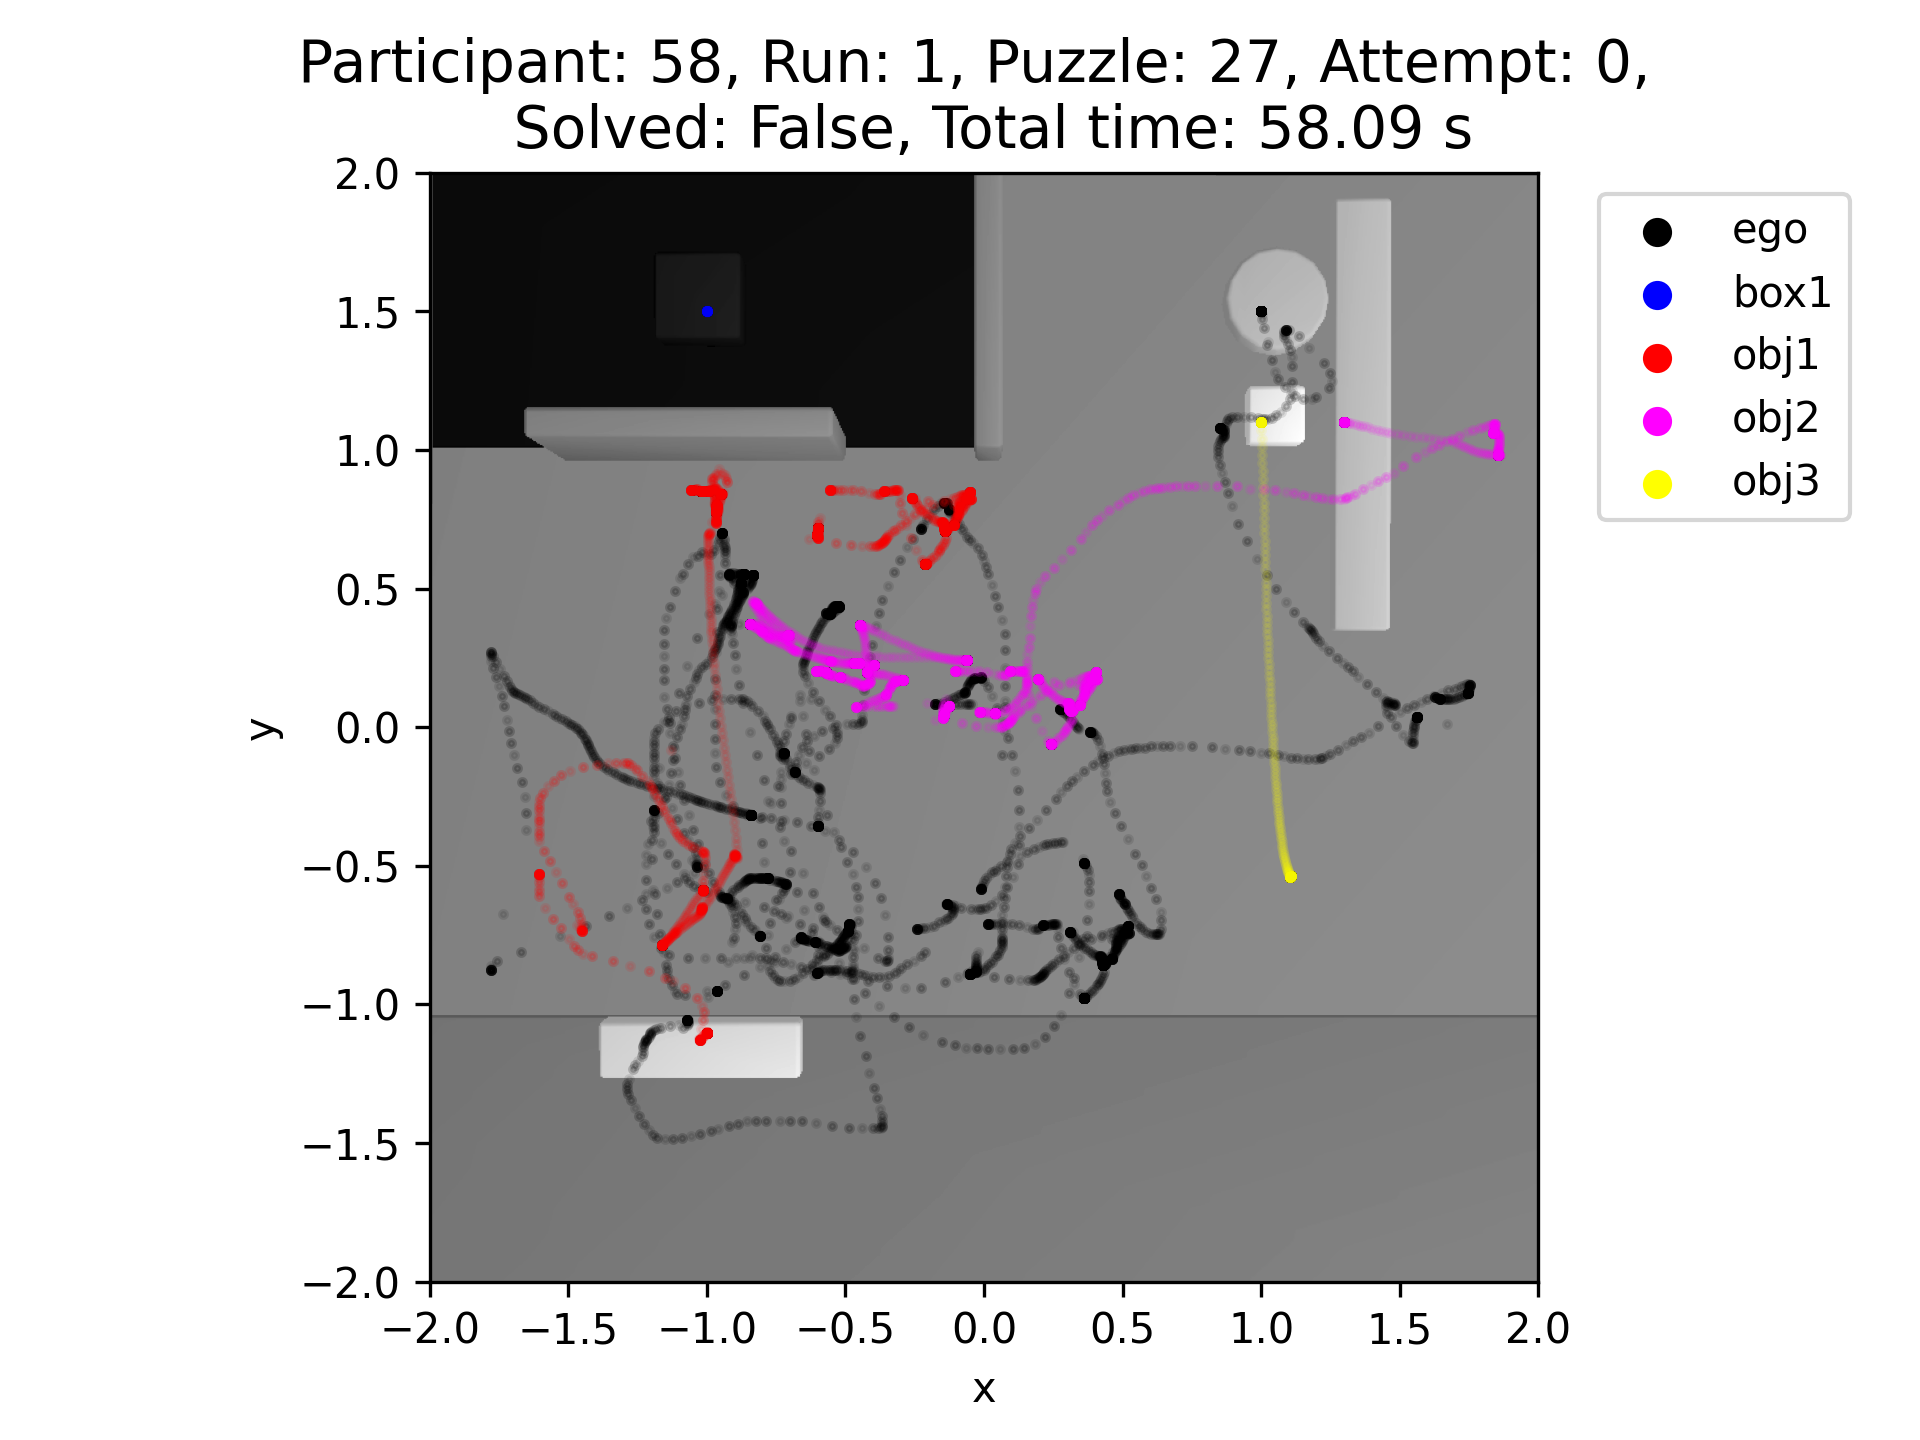 Participant: 58, Run: 1, Puzzle: 27, Attempt: 0,
Solved: False, Total time: 58.09 s
2.0
1.5
1.0
0.5
0.0
−0.5
−1.0
−1.5
−2.0
y
−2.0 −1.5 −1.0 −0.5 0.0 0.5 1.0 1.5 2.0
x
ego
box1
obj1
obj2
obj3